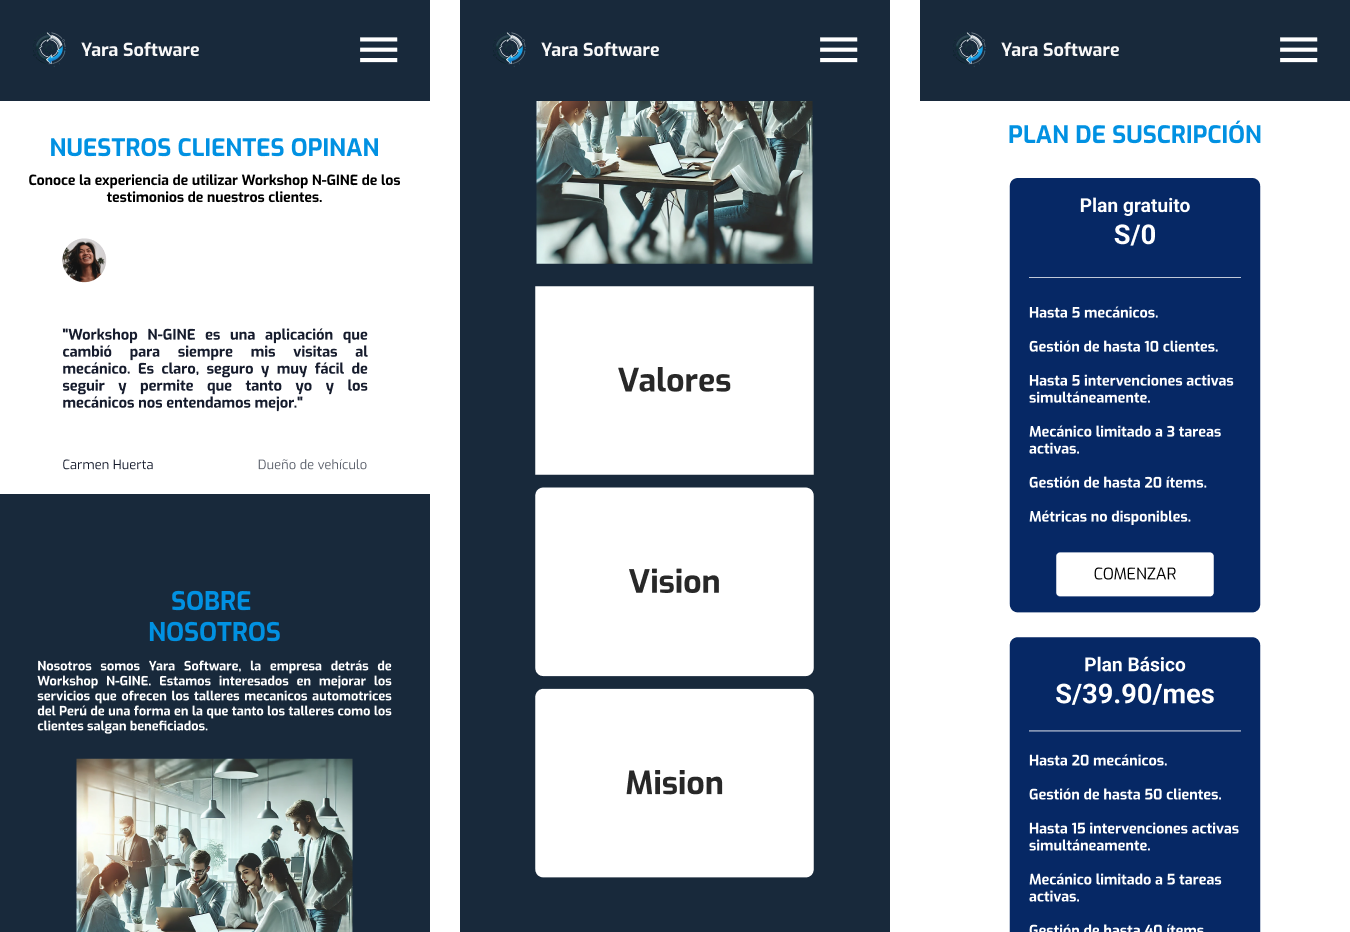 Yara Software
NUESTROS CLIENTES OPINAN
Conoce la experiencia de utilizar Workshop N-GINE de los
testimonios de nuestros clientes.
"Workshop N-GINE es una aplicación que
cambió para siempre mis visitas al
mecánico. Es claro, seguro y muy fácil de
seguir y permite que tanto yo y los
mecánicos nos entendamos mejor."
Carmen Huerta
Dueño de vehículo
SOBRE
NOSOTROS
Nosotros somos Yara Software, la empresa detrás de
Workshop N-GINE. Estamos interesados en mejorar los
servicios que ofrecen los talleres mecanicos automotrices
del Perú de una forma en la que tanto los talleres como los
clientes salgan beneficiados.
Yara Software
Valores
Vision
Mision
Yara Software
PLAN DE SUSCRIPCIÓN
Plan gratuito
S/0
Hasta 5 mecánicos.
Gestión de hasta 10 clientes.
Hasta 5 intervenciones activas
simultáneamente.
Mecánico limitado a 3 tareas
activas.
Gestión de hasta 20 ítems.
Métricas no disponibles.
COMENZAR
Plan Básico
S/39.90/mes
Hasta 20 mecánicos.
Gestión de hasta 50 clientes.
Hasta 15 intervenciones activas
simultáneamente.
Mecánico limitado a 5 tareas
activas.
Gestión de hasta 40 ítems.